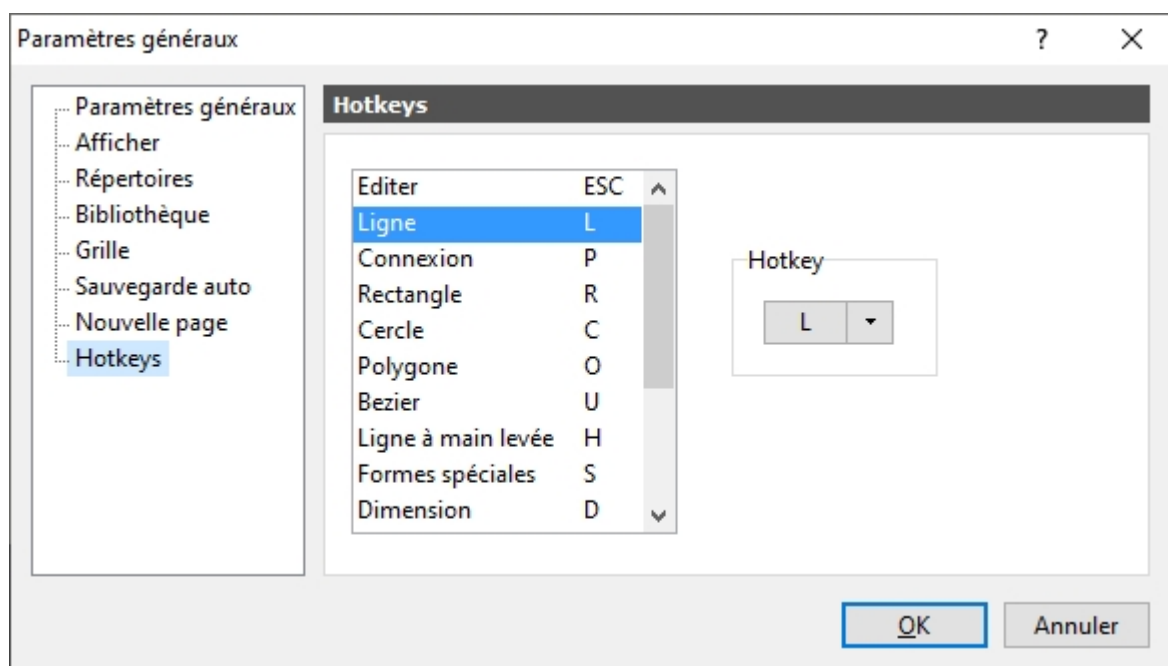 Paramètres généraux ?
Paramètres généraux
Afficher
Répertoires
Bibliothèque
Grille
Sauvegarde auto
Nouvelle page
Hotkeys
Hotkeys
Editer ESC
Ligne L
Connexion P
Rectangle R
Cercle C
Polygone O
Bezier U
Ligne à main levée H
Formes spéciales S
Dimension D
Hotkey
L
OK
Annuler